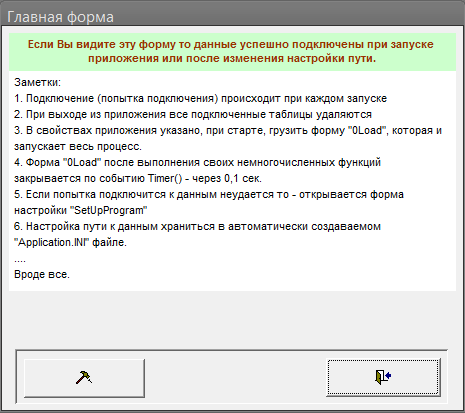 Главная форма
Если Вы видите эту форму то данные успешно подключены при запуске
приложения или после изменения настройки пути.
Заметки:
1. Подключение (попытка подключения) происходит при каждом запуске
2. При выходе из приложения все подключенные таблицы удаляются
3. В свойствах приложения указано, при старте, грузить форму "0Load", которая и
запускает весь процесс.
4. Форма "0Load" после выполнения своих немногочисленных функций
закрывается по событию Timer() - через 0,1 сек.
5. Если попытка подключится к данным неудается то - открывается форма
настройки "SetUpProgram"
6. Настройка пути к данным храниться в автоматически создаваемом
"Application.INI" файле.
....
Вроде все.